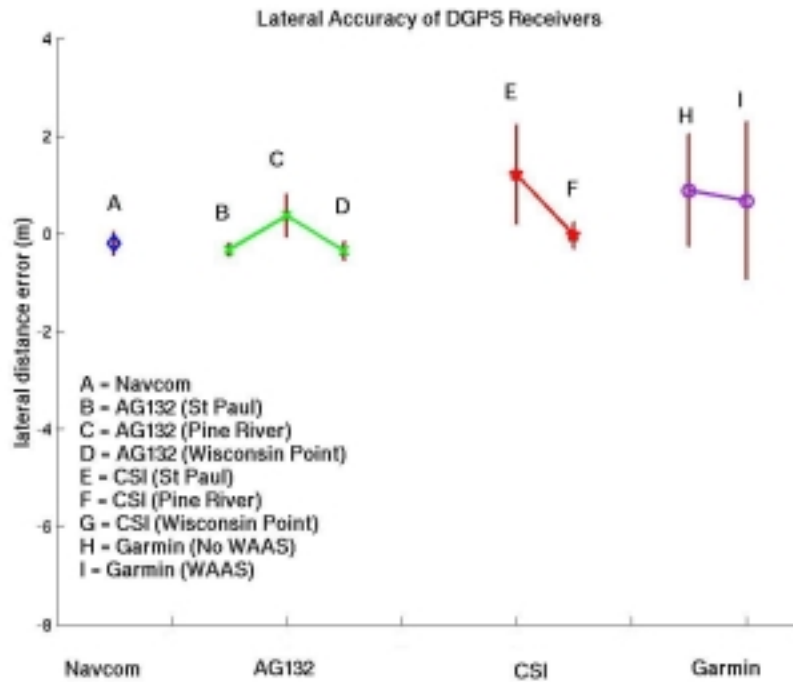 Lateral Accuracy of DGPS Receivers
4
2
0
-2
-4
-6
-8
lateral distance error (m)
A
B
C
D
E
F
H
I
A = Navcom
B = AG132 (St Paul)
C = AG132 (Pine River)
D = AG132 (Wisconsin Point)
E = CSI (St Paul)
F = CSI (Pine River)
G = CSI (Wisconsin Point)
H = Garmin (No WAAS)
I = Garmin (WAAS)
Navcom
AG132
CSI
Garmin